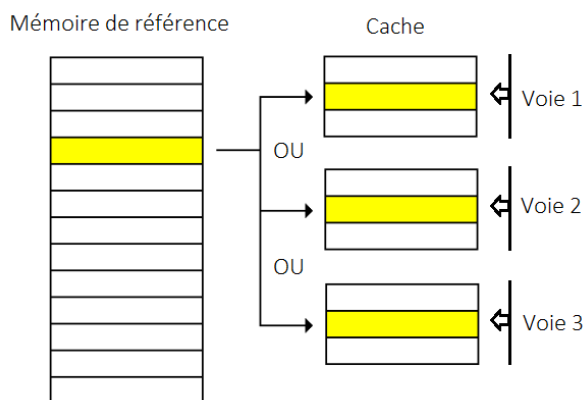 Mémoire de référence
Cache
Voie 1
OU
Voie 2
OU
Voie 3